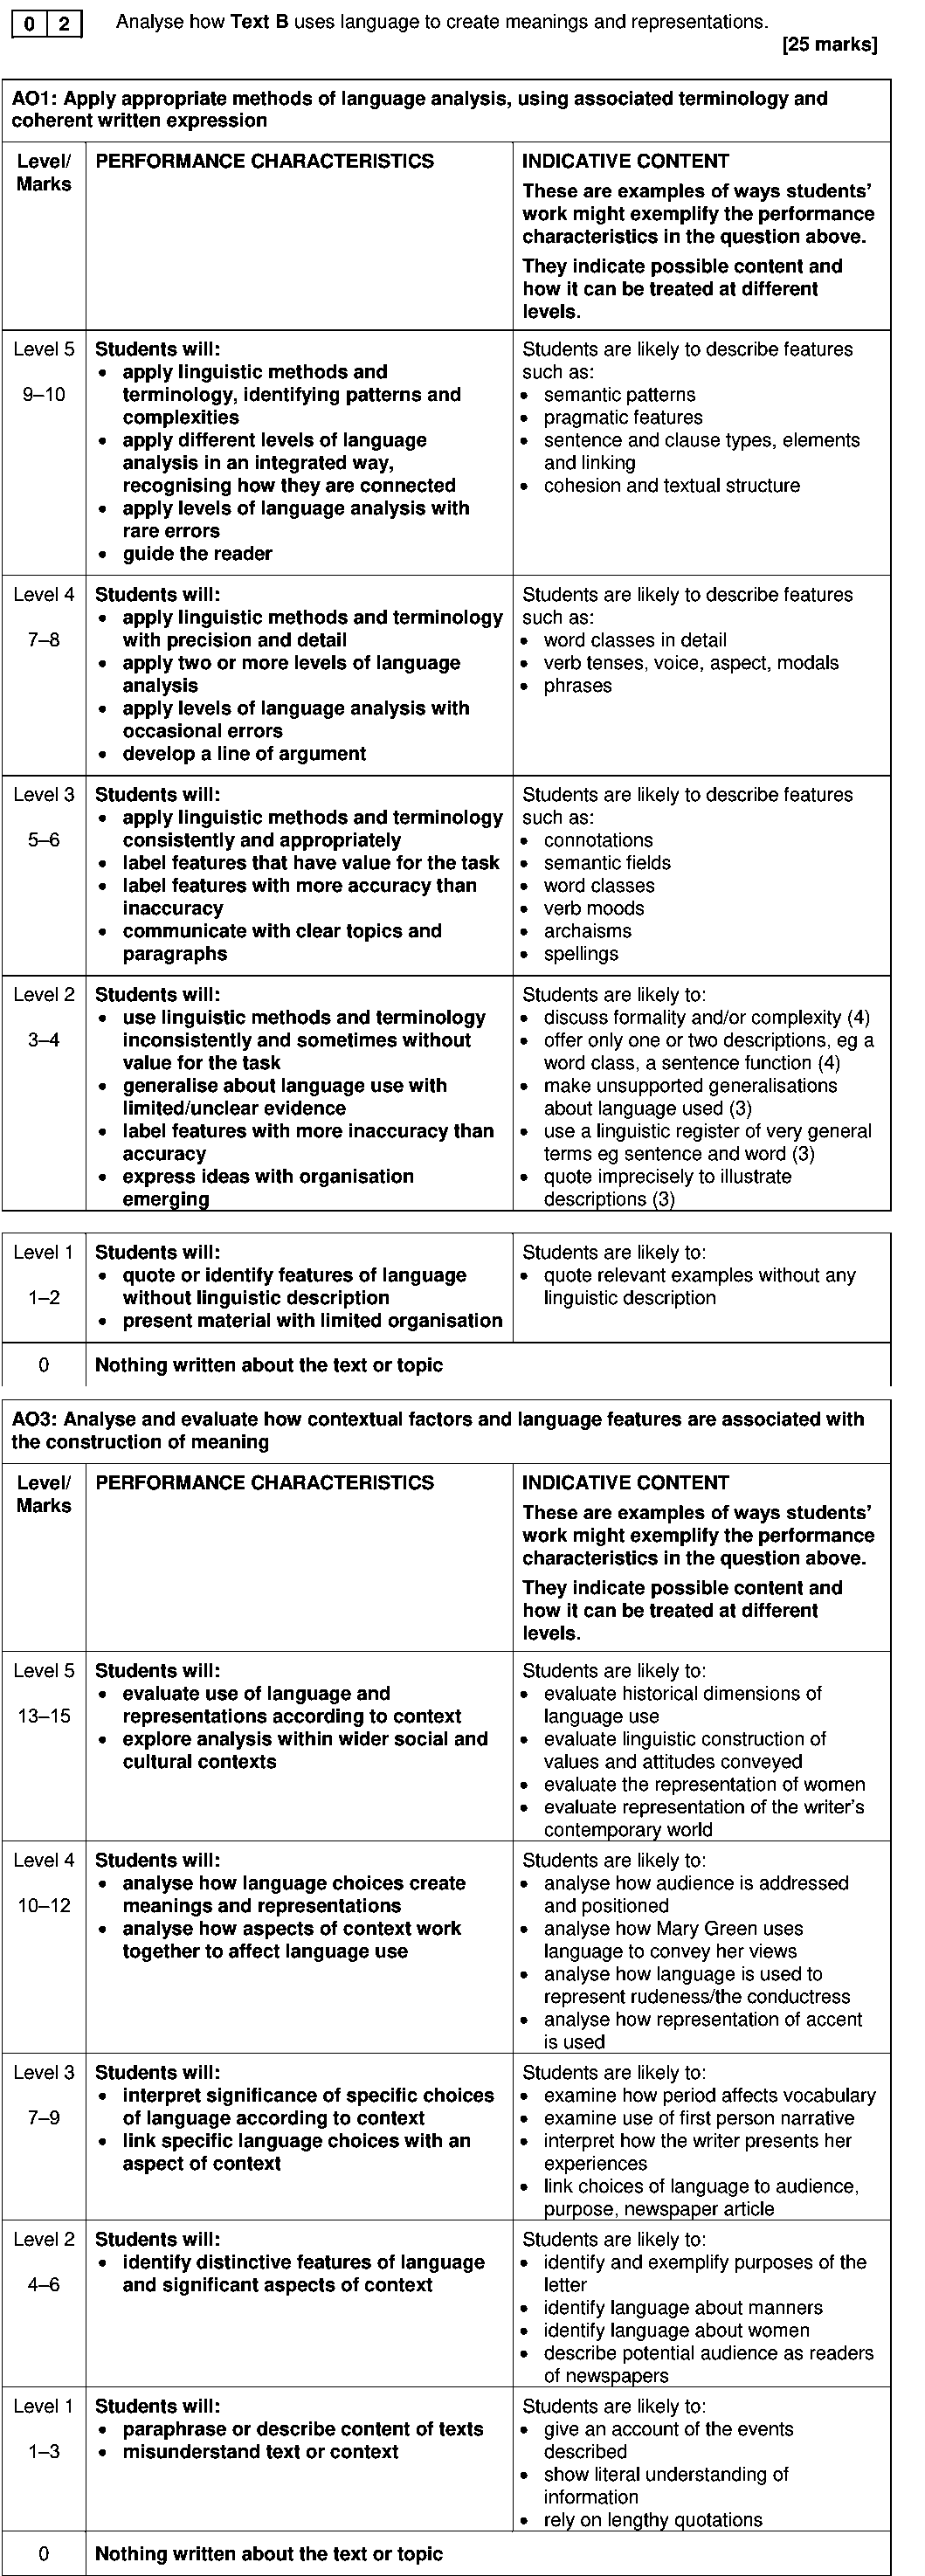 0 2 Analyse how Text B uses language to create meanings and representations.
[25 marks]
AO1: Apply appropriate methods of language analysis, using associated terminology and
coherent written expression
Level/
Marks
PERFORMANCE CHARACTERISTICS
INDICATIVE CONTENT
These are examples of ways students'
work might exemplify the performance
characteristics in the question above.
They indicate possible content and
how it can be treated at different
levels.
Level 5
9–10
Students will:
• apply linguistic methods and
terminology, identifying patterns and
complexities
• apply different levels of language
analysis in an integrated way,
recognising how they are connected
• apply levels of language analysis with
rare errors
• guide the reader
Students are likely to describe features
such as:
• semantic patterns
• pragmatic features
• sentence and clause types, elements
and linking
• cohesion and textual structure
Level 4
7–8
Students will:
• apply linguistic methods and terminology
with precision and detail
• apply two or more levels of language
analysis
• apply levels of language analysis with
occasional errors
• develop a line of argument
Students are likely to describe features
such as:
• word classes in detail
• verb tenses, voice, aspect, modals
• phrases
Level 3
5–6
Students will:
• apply linguistic methods and terminology
consistently and appropriately
• label features that have value for the task
• label features with more accuracy than
inaccuracy
• communicate with clear topics and
paragraphs
Students are likely to describe features
such as:
• connotations
• semantic fields
• word classes
• verb moods
• archaisms
• spellings
Level 2
3–4
Students will:
• use linguistic methods and terminology
inconsistently and sometimes without
value for the task
• generalise about language use with
limited/unclear evidence
• label features with more inaccuracy than
accuracy
• express ideas with organisation
emerging
Students are likely to:
• discuss formality and/or complexity (4)
• offer only one or two descriptions, eg a
word class, a sentence function (4)
• make unsupported generalisations
about language used (3)
• use a linguistic register of very general
terms eg sentence and word (3)
• quote imprecisely to illustrate
descriptions (3)
Level 1
1–2
Students will:
• quote or identify features of language
without linguistic description
• present material with limited organisation
Students are likely to:
• quote relevant examples without any
linguistic description
0
Nothing written about the text or topic
AO3: Analyse and evaluate how contextual factors and language features are associated with
the construction of meaning
Level/
Marks
PERFORMANCE CHARACTERISTICS
INDICATIVE CONTENT
These are examples of ways students'
work might exemplify the performance
characteristics in the question above.
They indicate possible content and
how it can be treated at different
levels.
Level 5
13–15
Students will:
• evaluate use of language and
representations according to context
• explore analysis within wider social and
cultural contexts
Students are likely to:
• evaluate historical dimensions of
language use
• evaluate linguistic construction of
values and attitudes conveyed
• evaluate the representation of women
• evaluate representation of the writer's
contemporary world
Level 4
10–12
Students will:
• analyse how language choices create
meanings and representations
• analyse how aspects of context work
together to affect language use
Students are likely to:
• analyse how audience is addressed
and positioned
• analyse how Mary Green uses
language to convey her views
• analyse how language is used to
represent rudeness/the conductress
• analyse how representation of accent
is used
Level 3
7–9
Students will:
• interpret significance of specific choices
of language according to context
• link specific language choices with an
aspect of context
Students are likely to:
• examine how period affects vocabulary
• examine use of first person narrative
• interpret how the writer presents her
experiences
• link choices of language to audience,
purpose, newspaper article
Level 2
4–6
Students will:
• identify distinctive features of language
and significant aspects of context
Students are likely to:
• identify and exemplify purposes of the
letter
• identify language about manners
• identify language about women
• describe potential audience as readers
of newspapers
Level 1
1–3
Students will:
• paraphrase or describe content of texts
• misunderstand text or context
Students are likely to:
• give an account of the events
described
• show literal understanding of
information
• rely on lengthy quotations
0
Nothing written about the text or topic